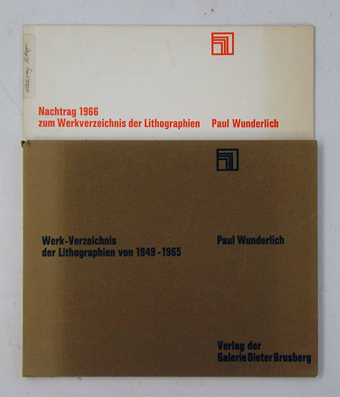 Nachtrag 1966
zum Werkverzeichnis der Lithographien Paul Wunderlich
Werk-Verzeichnis Paul Wunderlich
der Lithographien von 1949-1965
Verlag der
Galerie Dieter Brusberg